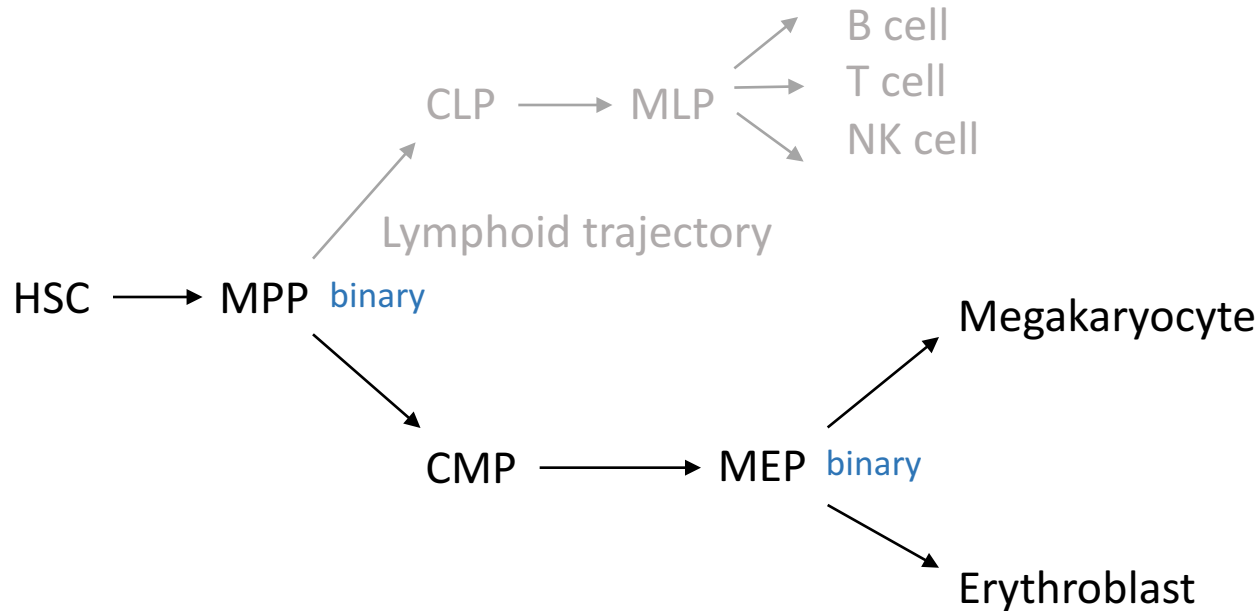 B cell
CLP MLP T cell
NK cell
Lymphoid trajectory
HSC MPP binary
Megakaryocyte
CMP MEP binary
Erythroblast